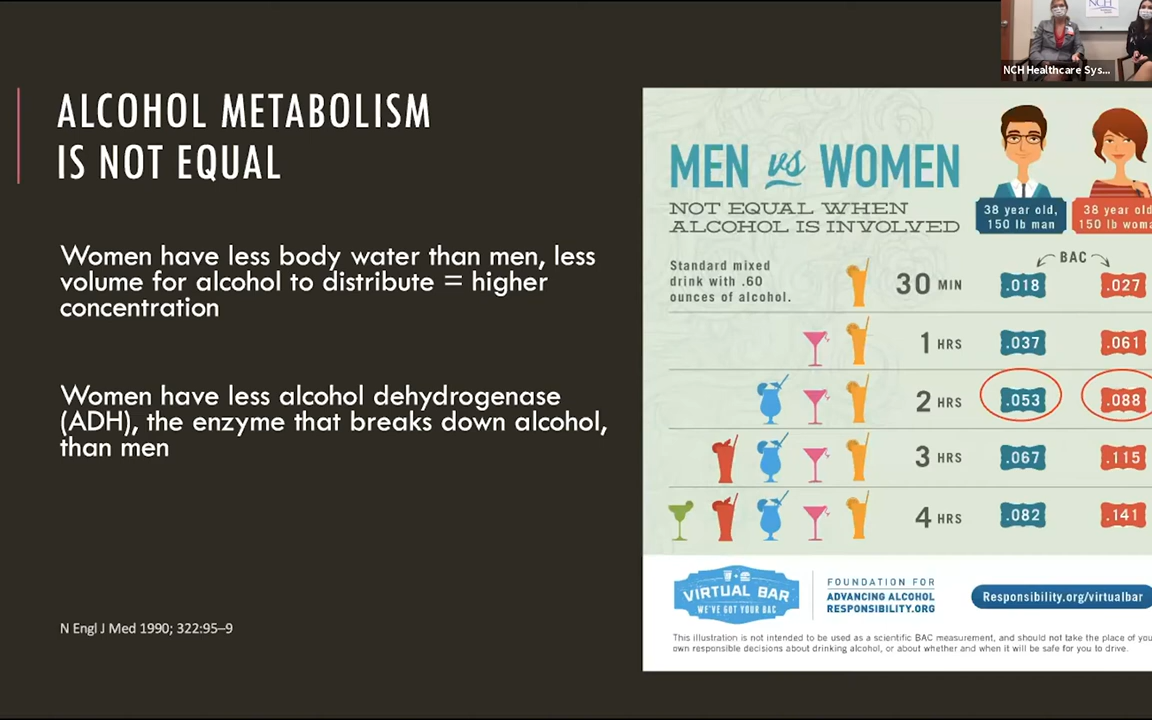 NCH
NCH Healthcare Sys...
ALCOHOL METABOLISM
IS NOT EQUAL
Women have less body water than men, less
volume for alcohol to distribute = higher
concentration
Women have less alcohol dehydrogenase
(ADH), the enzyme that breaks down alcohol,
than men
N Engl J Med 1990; 322:95–9
MEN vs WOMEN
NOT EQUAL WHEN
ALCOHOL IS INVOLVED
38 year old,
150 lb man
38 year old
150 lb woma
BAC
Standard mixed
drink with .60
ounces of alcohol.
30 MIN .018 .027
1 HRS .037 .061
2 HRS .053 .088
3 HRS .067 .115
4 HRS .082 .141
VIRTUAL BAR
WE'VE GOT YOUR BAC
FOUNDATION FOR
ADVANCING ALCOHOL
RESPONSIBILITY.ORG
Responsibility.org/virtualbar
This illustration is not intended to be used as a scientific BAC measurement, and should not take the place of you
own responsible decisions about drinking alcohol, or about whether and when it will be safe for you to drive.